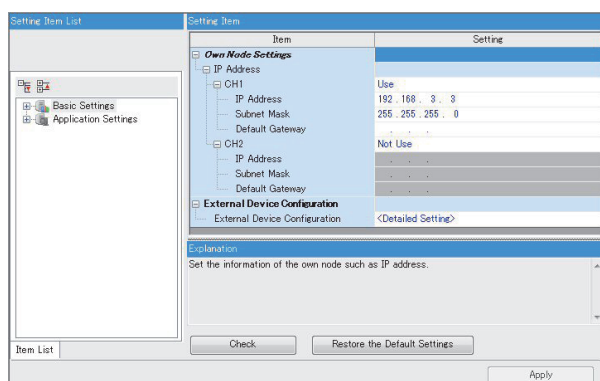 Setting Item List
Setting Item
Item Setting
Own Node Settings
IP Address
CH1 Use
IP Address 192 . 168 . 3 . 3
Subnet Mask 255 . 255 . 255 . 0
Default Gateway . . .
CH2 Not Use
IP Address . . .
Subnet Mask . . .
Default Gateway . . .
External Device Configuration
External Device Configuration <Detailed Setting>
Basic Settings
Application Settings
Explanation
Set the information of the own node such as IP address.
Check Restore the Default Settings
Item List
Apply